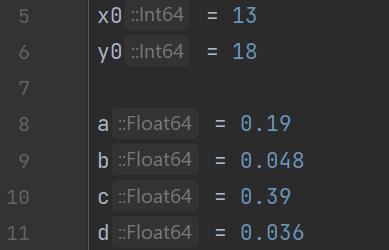 5 x0 ::Int64 = 13
6 y0 ::Int64 = 18
7
8 a ::Float64 = 0.19
9 b ::Float64 = 0.048
10 c ::Float64 = 0.39
11 d ::Float64 = 0.036